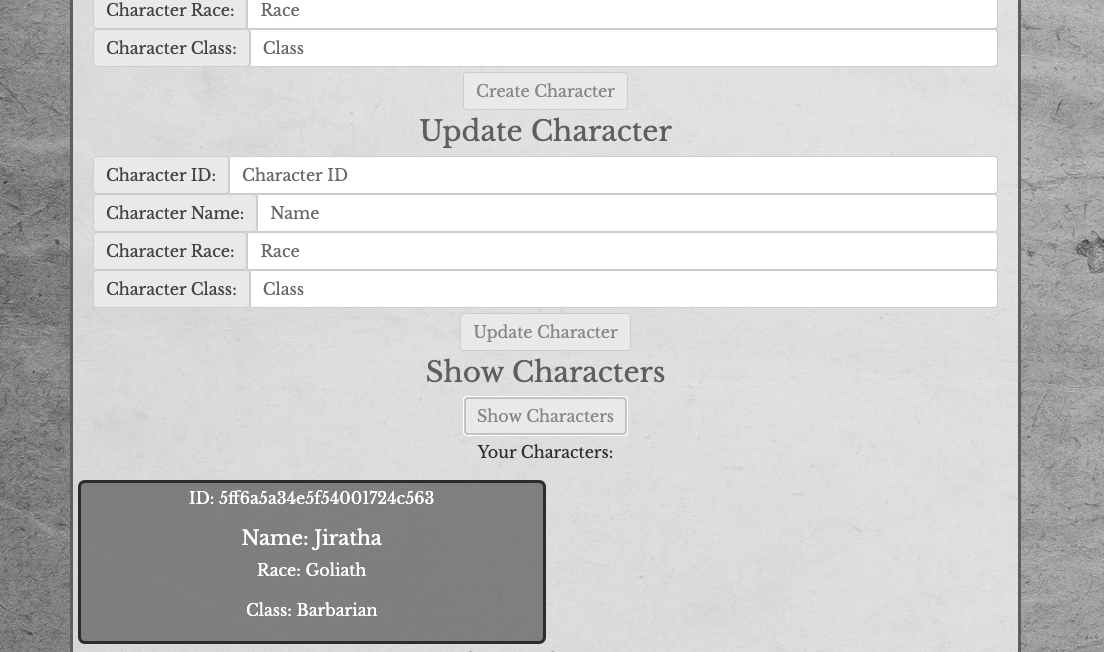 Character Race: Race
Character Class: Class
Create Character
Update Character
Character ID: Character ID
Character Name: Name
Character Race: Race
Character Class: Class
Update Character
Show Characters
Show Characters
Your Characters:
ID: 5ff6a5a34e5f54001724c563
Name: Jiratha
Race: Goliath
Class: Barbarian